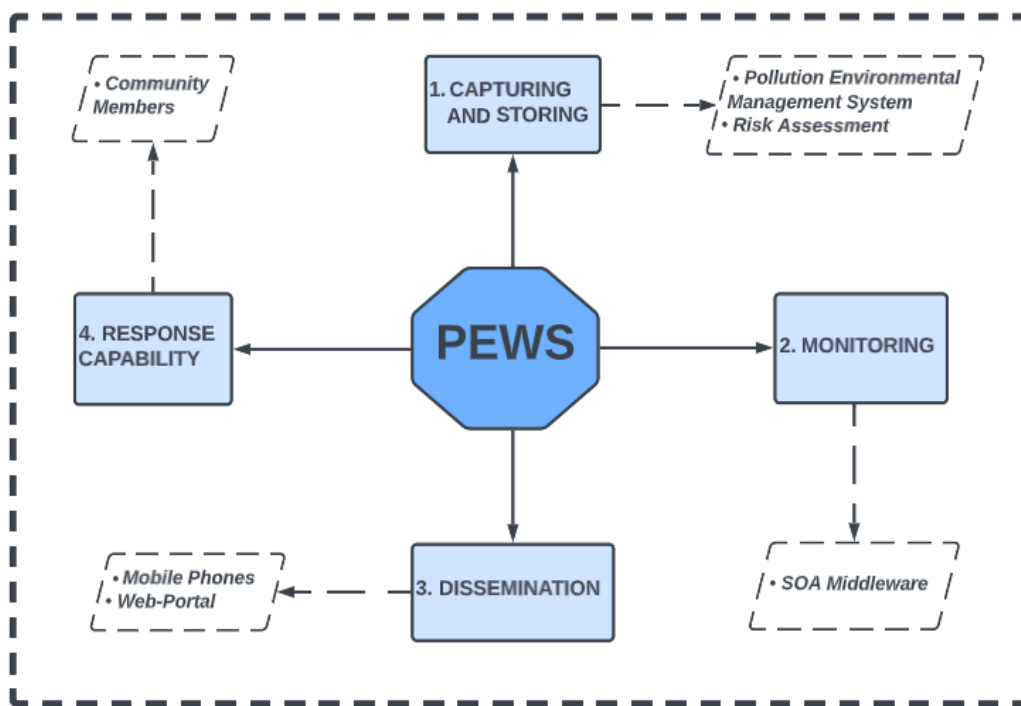 • Community
Members
1. CAPTURING
AND STORING
• Pollution Environmental
Management System
• Risk Assessment
4. RESPONSE
CAPABILITY
PEWS
2. MONITORING
• Mobile Phones
• Web-Portal
3. DISSEMINATION
• SOA Middleware